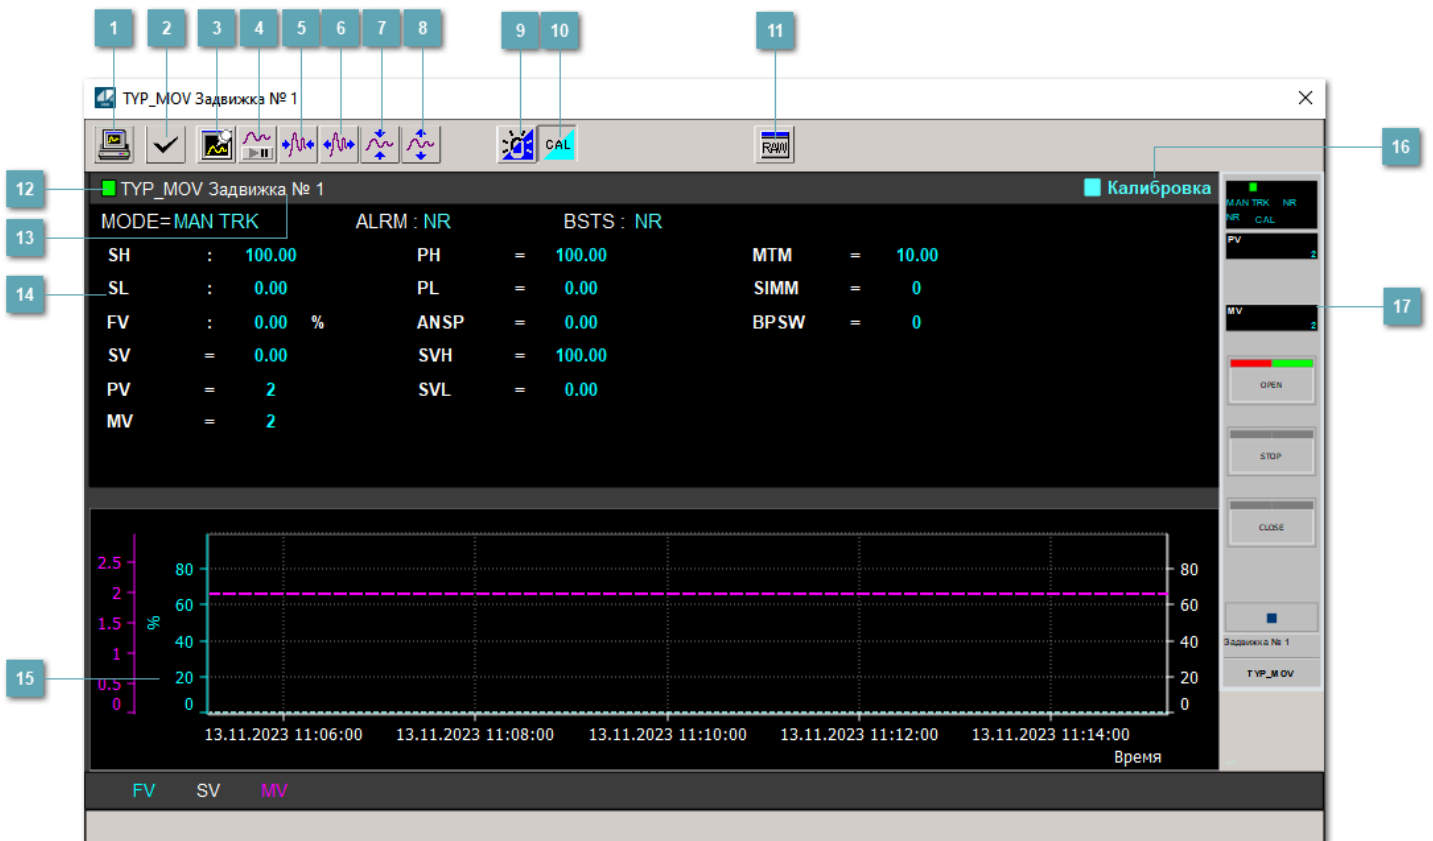 1 2 3 4 5 6 7 8 9 10 11
TYP_MOV Задвижка № 1
CAL RAW
16
12 TYP_MOV Задвижка № 1 Калибровка
13 MODE=MAN TRK ALRM : NR BSTS : NR
SH : 100.00 PH = 100.00 MTM = 10.00
14 SL : 0.00 PL = 0.00 SIMM = 0
FV : 0.00 % ANSP = 0.00 BPSW = 0
SV = 0.00 SVH = 100.00
PV = 2 SVL = 0.00
MV = 2
MAN TRK NR
NR CAL
PV
2
17
MV
2
OPEN
STOP
CLOSE
Задвижка № 1
TYP_MOV
15
2.5
2
1.5
1
0.5
0
%
80
60
40
20
0
80
60
40
20
0
13.11.2023 11:06:00 13.11.2023 11:08:00 13.11.2023 11:10:00 13.11.2023 11:12:00 13.11.2023 11:14:00
Время
FV SV MV